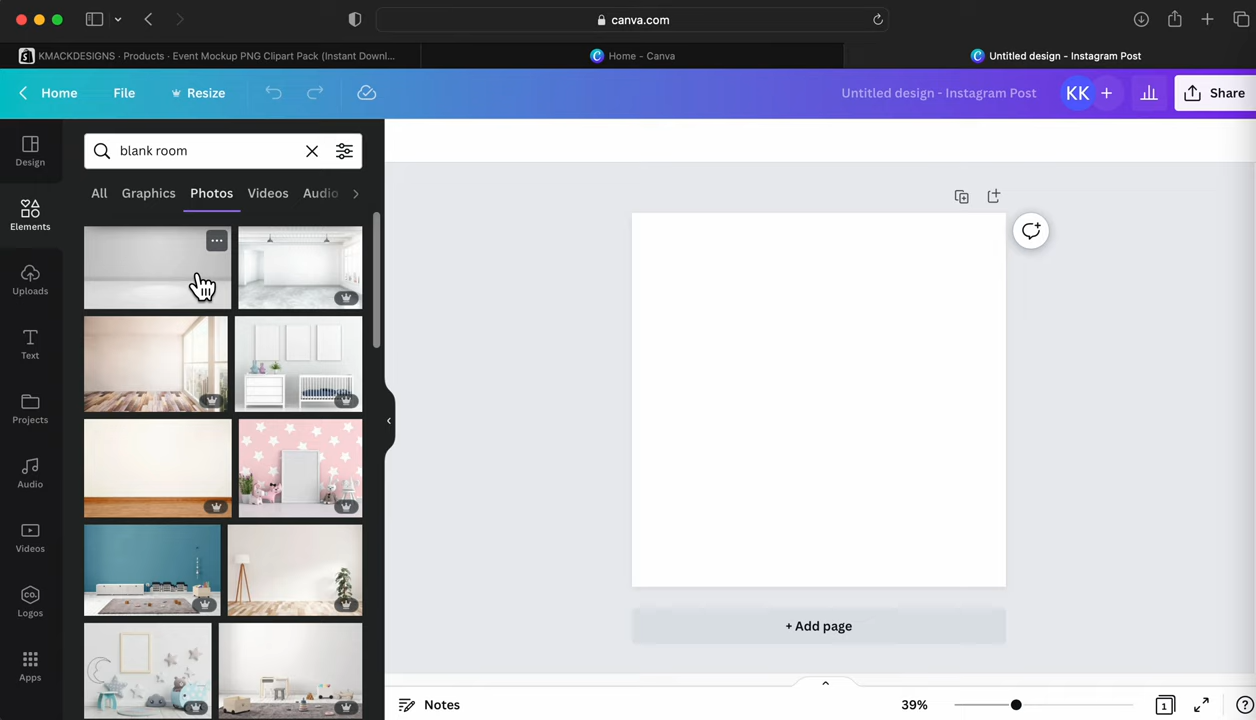 canva.com
KMACKDESIGNS · Products · Event Mockup PNG Clipart Pack (Instant Downl...
Home - Canva
Untitled design - Instagram Post
Home
File
Resize
Untitled design - Instagram Post
KK
+
Share
Design
Elements
Uploads
Text
Projects
Audio
Videos
Logos
Apps
blank room
All
Graphics
Photos
Videos
Audio
+ Add page
Notes
39%
1